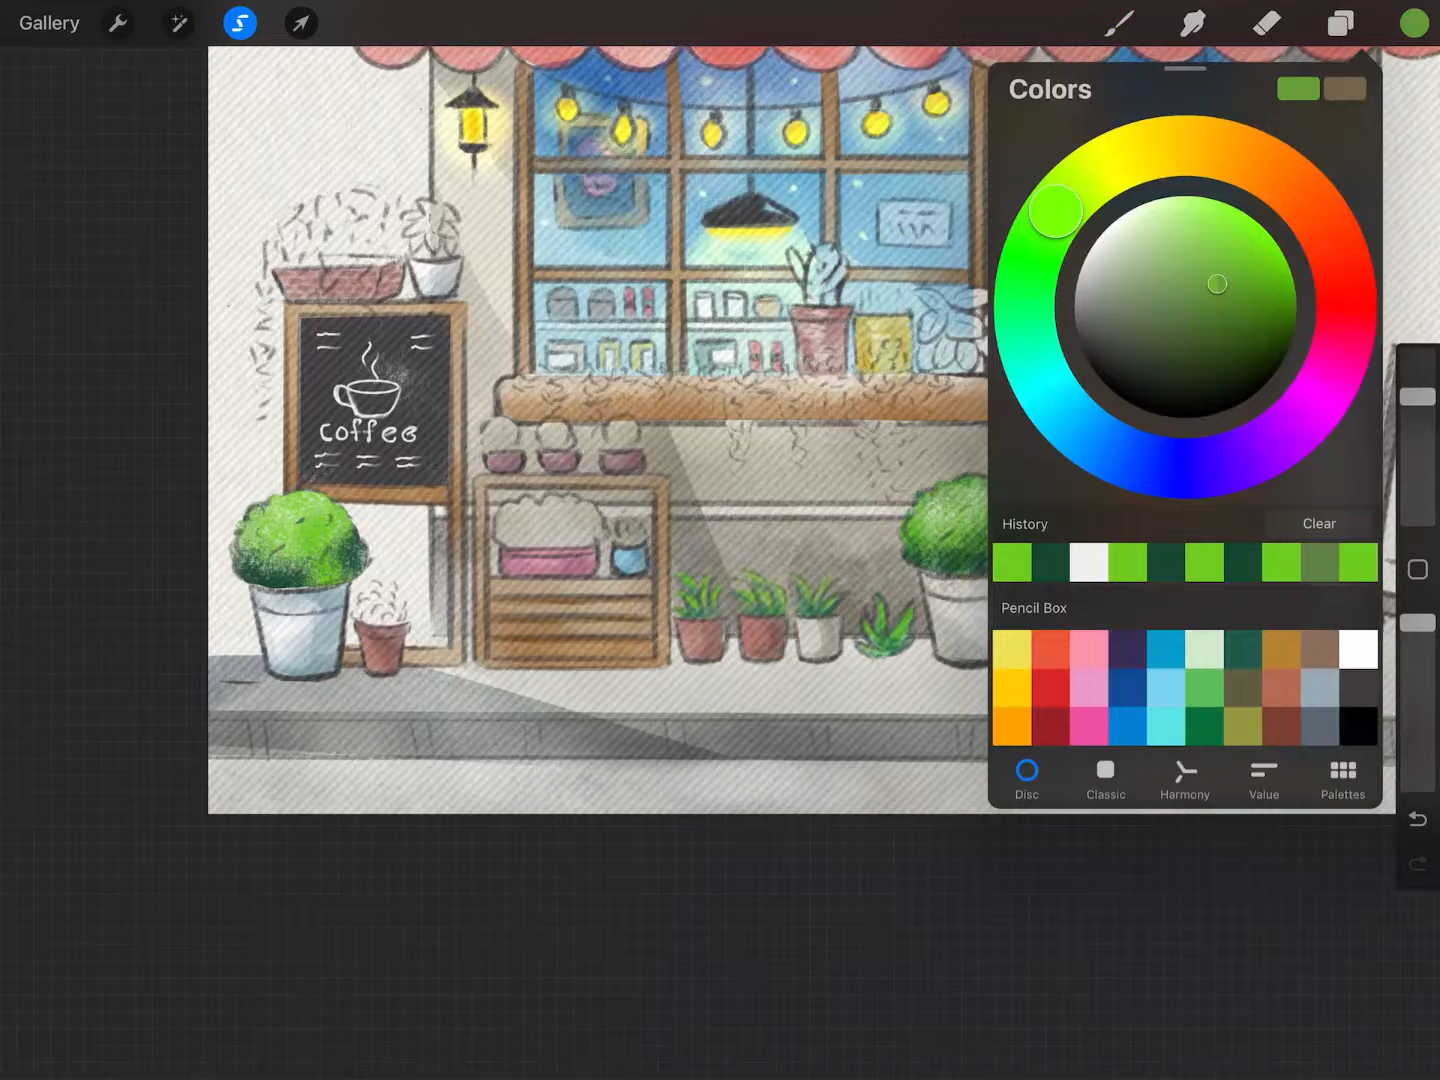 Gallery
Colors
coffee
History
Clear
Pencil Box
Disc
Classic
Harmony
Value
Palettes